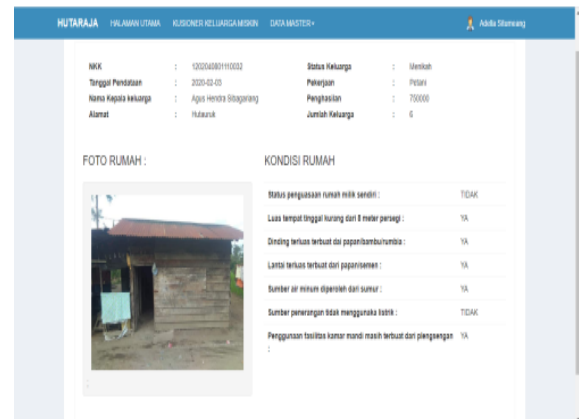 HUTARAJA HALAMAN UTAMA KUSIONER KELUARGA MISKIN DATA MASTER Adelia Situmeang
NKK : 1202040801110032 Status Keluarga : Menikah
Tanggal Pendataan : 2020-02-03 Pekerjaan : Petani
Nama Kepala keluarga : Agus Hendra Sibagariang Penghasilan : 750000
Alamat : Hutauruk Jumlah Keluarga : 6
FOTO RUMAH : KONDISI RUMAH
Status penguasaan rumah milik sendiri : TIDAK
Luas tempat tinggal kurang dari 8 meter persegi : YA
Dinding terluas terbuat dai papan/bambu/rumbia : YA
Lantai terluas terbuat dari papan/semen : YA
Sumber air minum diperoleh dari sumur : YA
Sumber penerangan tidak menggunaka listrik : TIDAK
Penggunaan fasilitas kamar mandi masih terbuat dari plengsengan YA
:
: